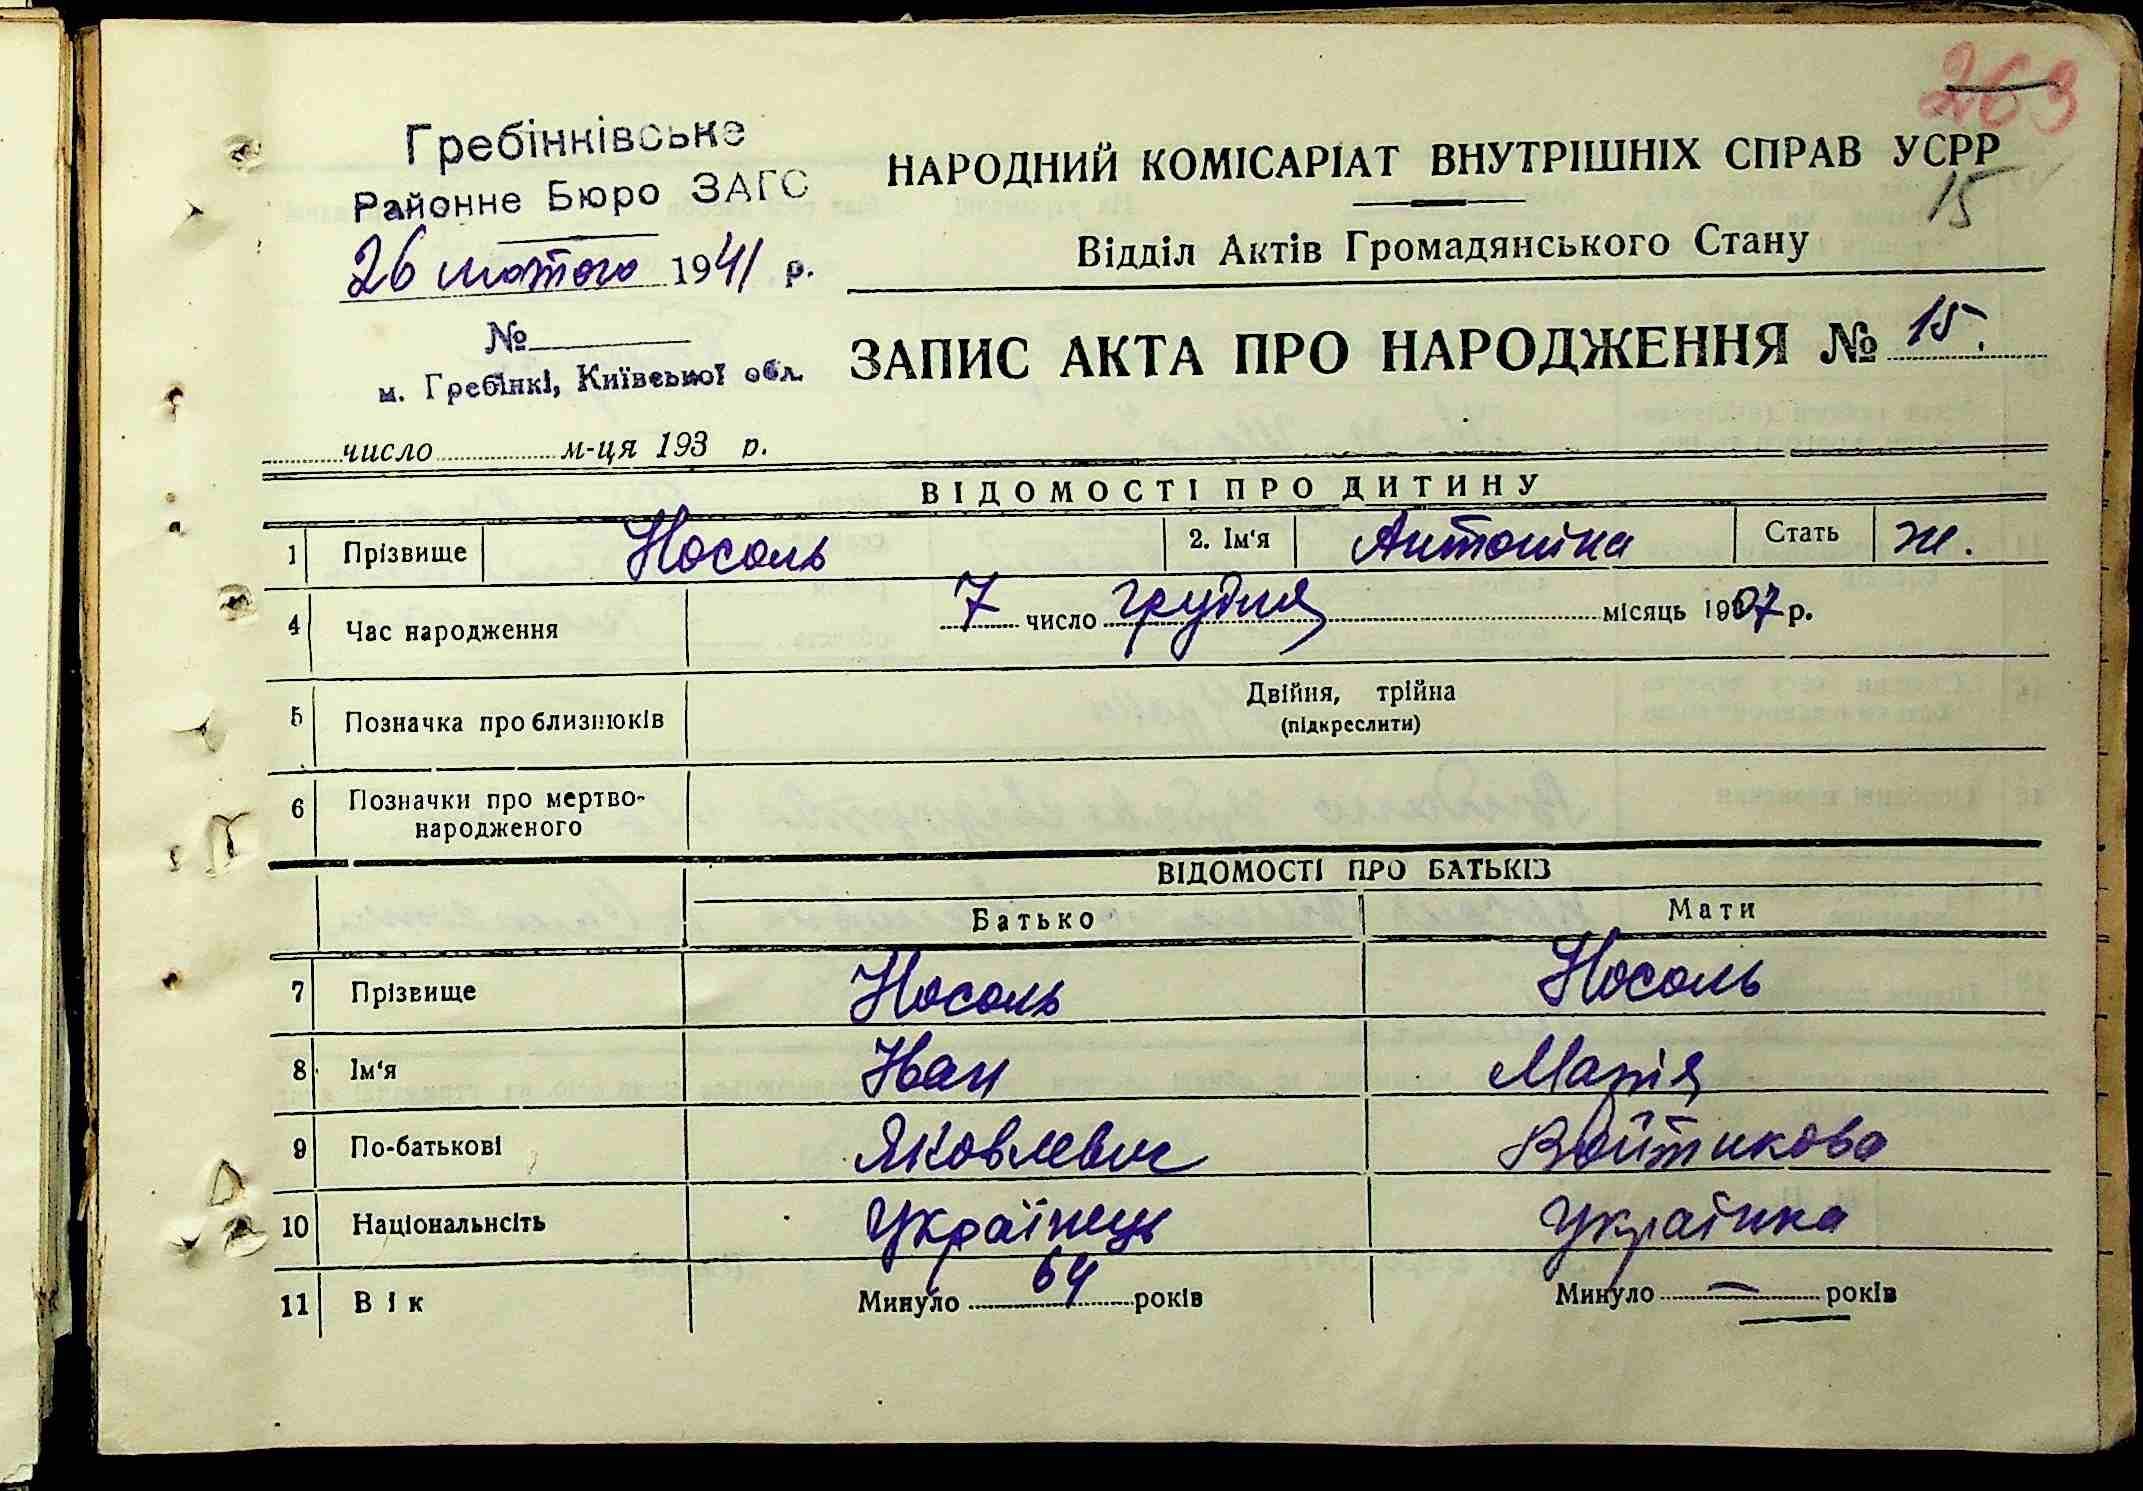 263
Гребінківське
Районне Бюро ЗАГС
26 лютого 1941 р.
№
м. Гребінкі, Київської обл.
число м-ця 193 р.
НАРОДНИЙ КОМІСАРІАТ ВНУТРІШНІХ СПРАВ УСРР
15
Відділ Актів Громадянського Стану
ЗАПИС АКТА ПРО НАРОДЖЕННЯ № 15.
ВІДОМОСТІ ПРО ДИТИНУ
1 Прізвище Носоль 2. Ім'я Антоніна Стать ж.
4 Час народження 7 число грудня місяць 1907 р.
5 Позначка про близнюків Двійня, трійна
(підкреслити)
6 Позначки про мертво-
народженого
ВІДОМОСТІ ПРО БАТЬКІВ
Батько Мати
7 Прізвище Носоль Носоль
8 Ім'я Іван Марія
9 По-батькові Яковлевич Войтикова
10 Національнсіть Українець Українка
11 Вік Минуло 64 років Минуло — років